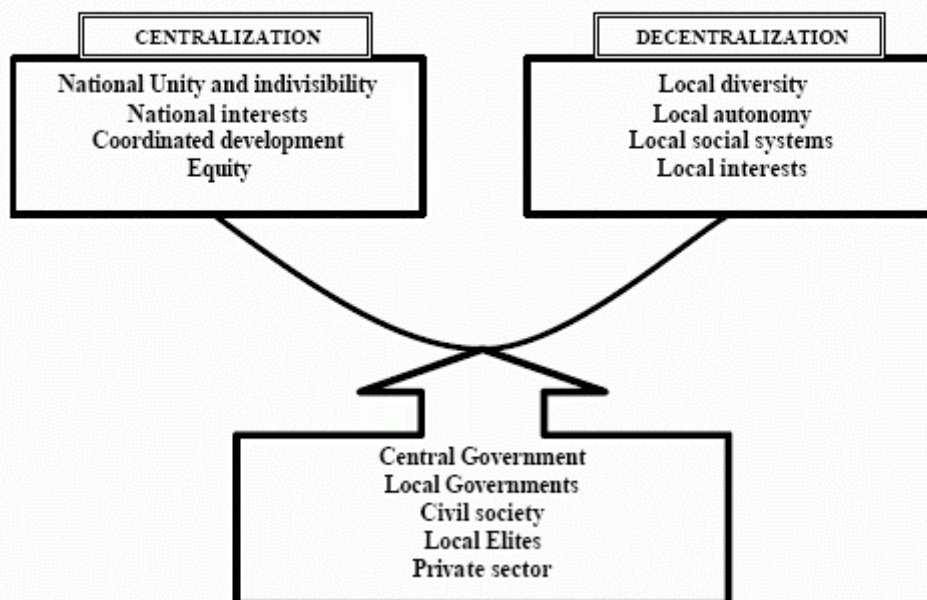 CENTRALIZATION
National Unity and indivisibility
National interests
Coordinated development
Equity
DECENTRALIZATION
Local diversity
Local autonomy
Local social systems
Local interests
Central Government
Local Governments
Civil society
Local Elites
Private sector